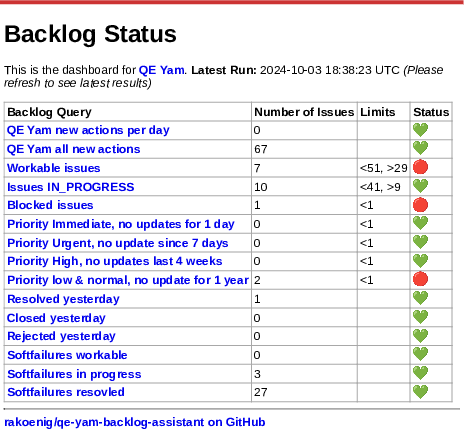 Backlog Status
This is the dashboard for QE Yam. Latest Run: 2024-10-03 18:38:23 UTC (Please
refresh to see latest results)
Backlog Query Number of Issues Limits Status
QE Yam new actions per day 0
QE Yam all new actions 67
Workable issues 7 <51, >29
Issues IN_PROGRESS 10 <41, >9
Blocked issues 1 <1
Priority Immediate, no updates for 1 day 0 <1
Priority Urgent, no update since 7 days 0 <1
Priority High, no updates last 4 weeks 0 <1
Priority low & normal, no update for 1 year 2 <1
Resolved yesterday 1
Closed yesterday 0
Rejected yesterday 0
Softfailures workable 0
Softfailures in progress 3
Softfailures resovled 27
rakoenig/qe-yam-backlog-assistant on GitHub